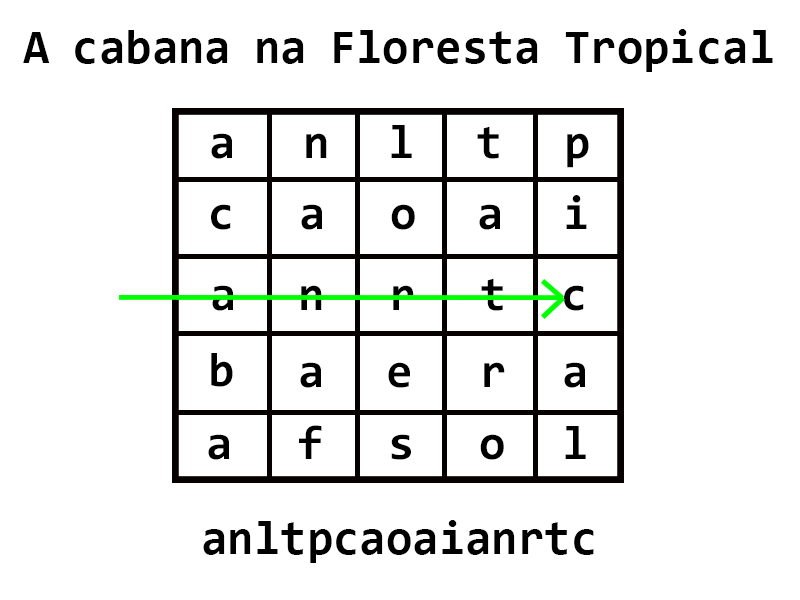 A cabana na Floresta Tropical
a n l t p
c a o a i
a n r t c
b a e r a
a f s o l
anltpcaoaianrtc